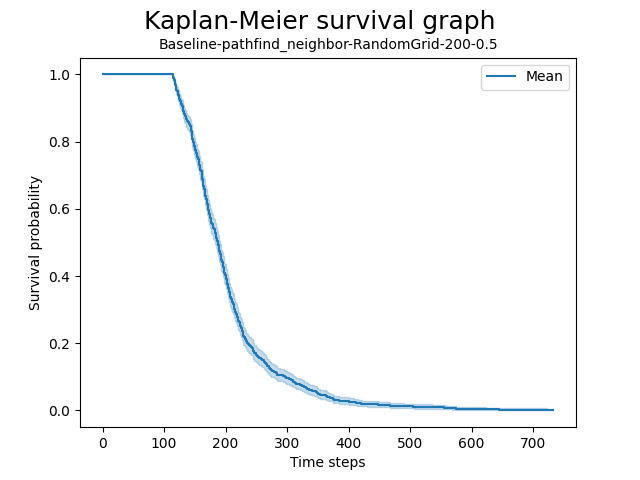 Kaplan-Meier survival graph
Baseline-pathfind_neighbor-RandomGrid-200-0.5
Mean
Survival probability
1.0
0.8
0.6
0.4
0.2
0.0
0 100 200 300 400 500 600 700
Time steps